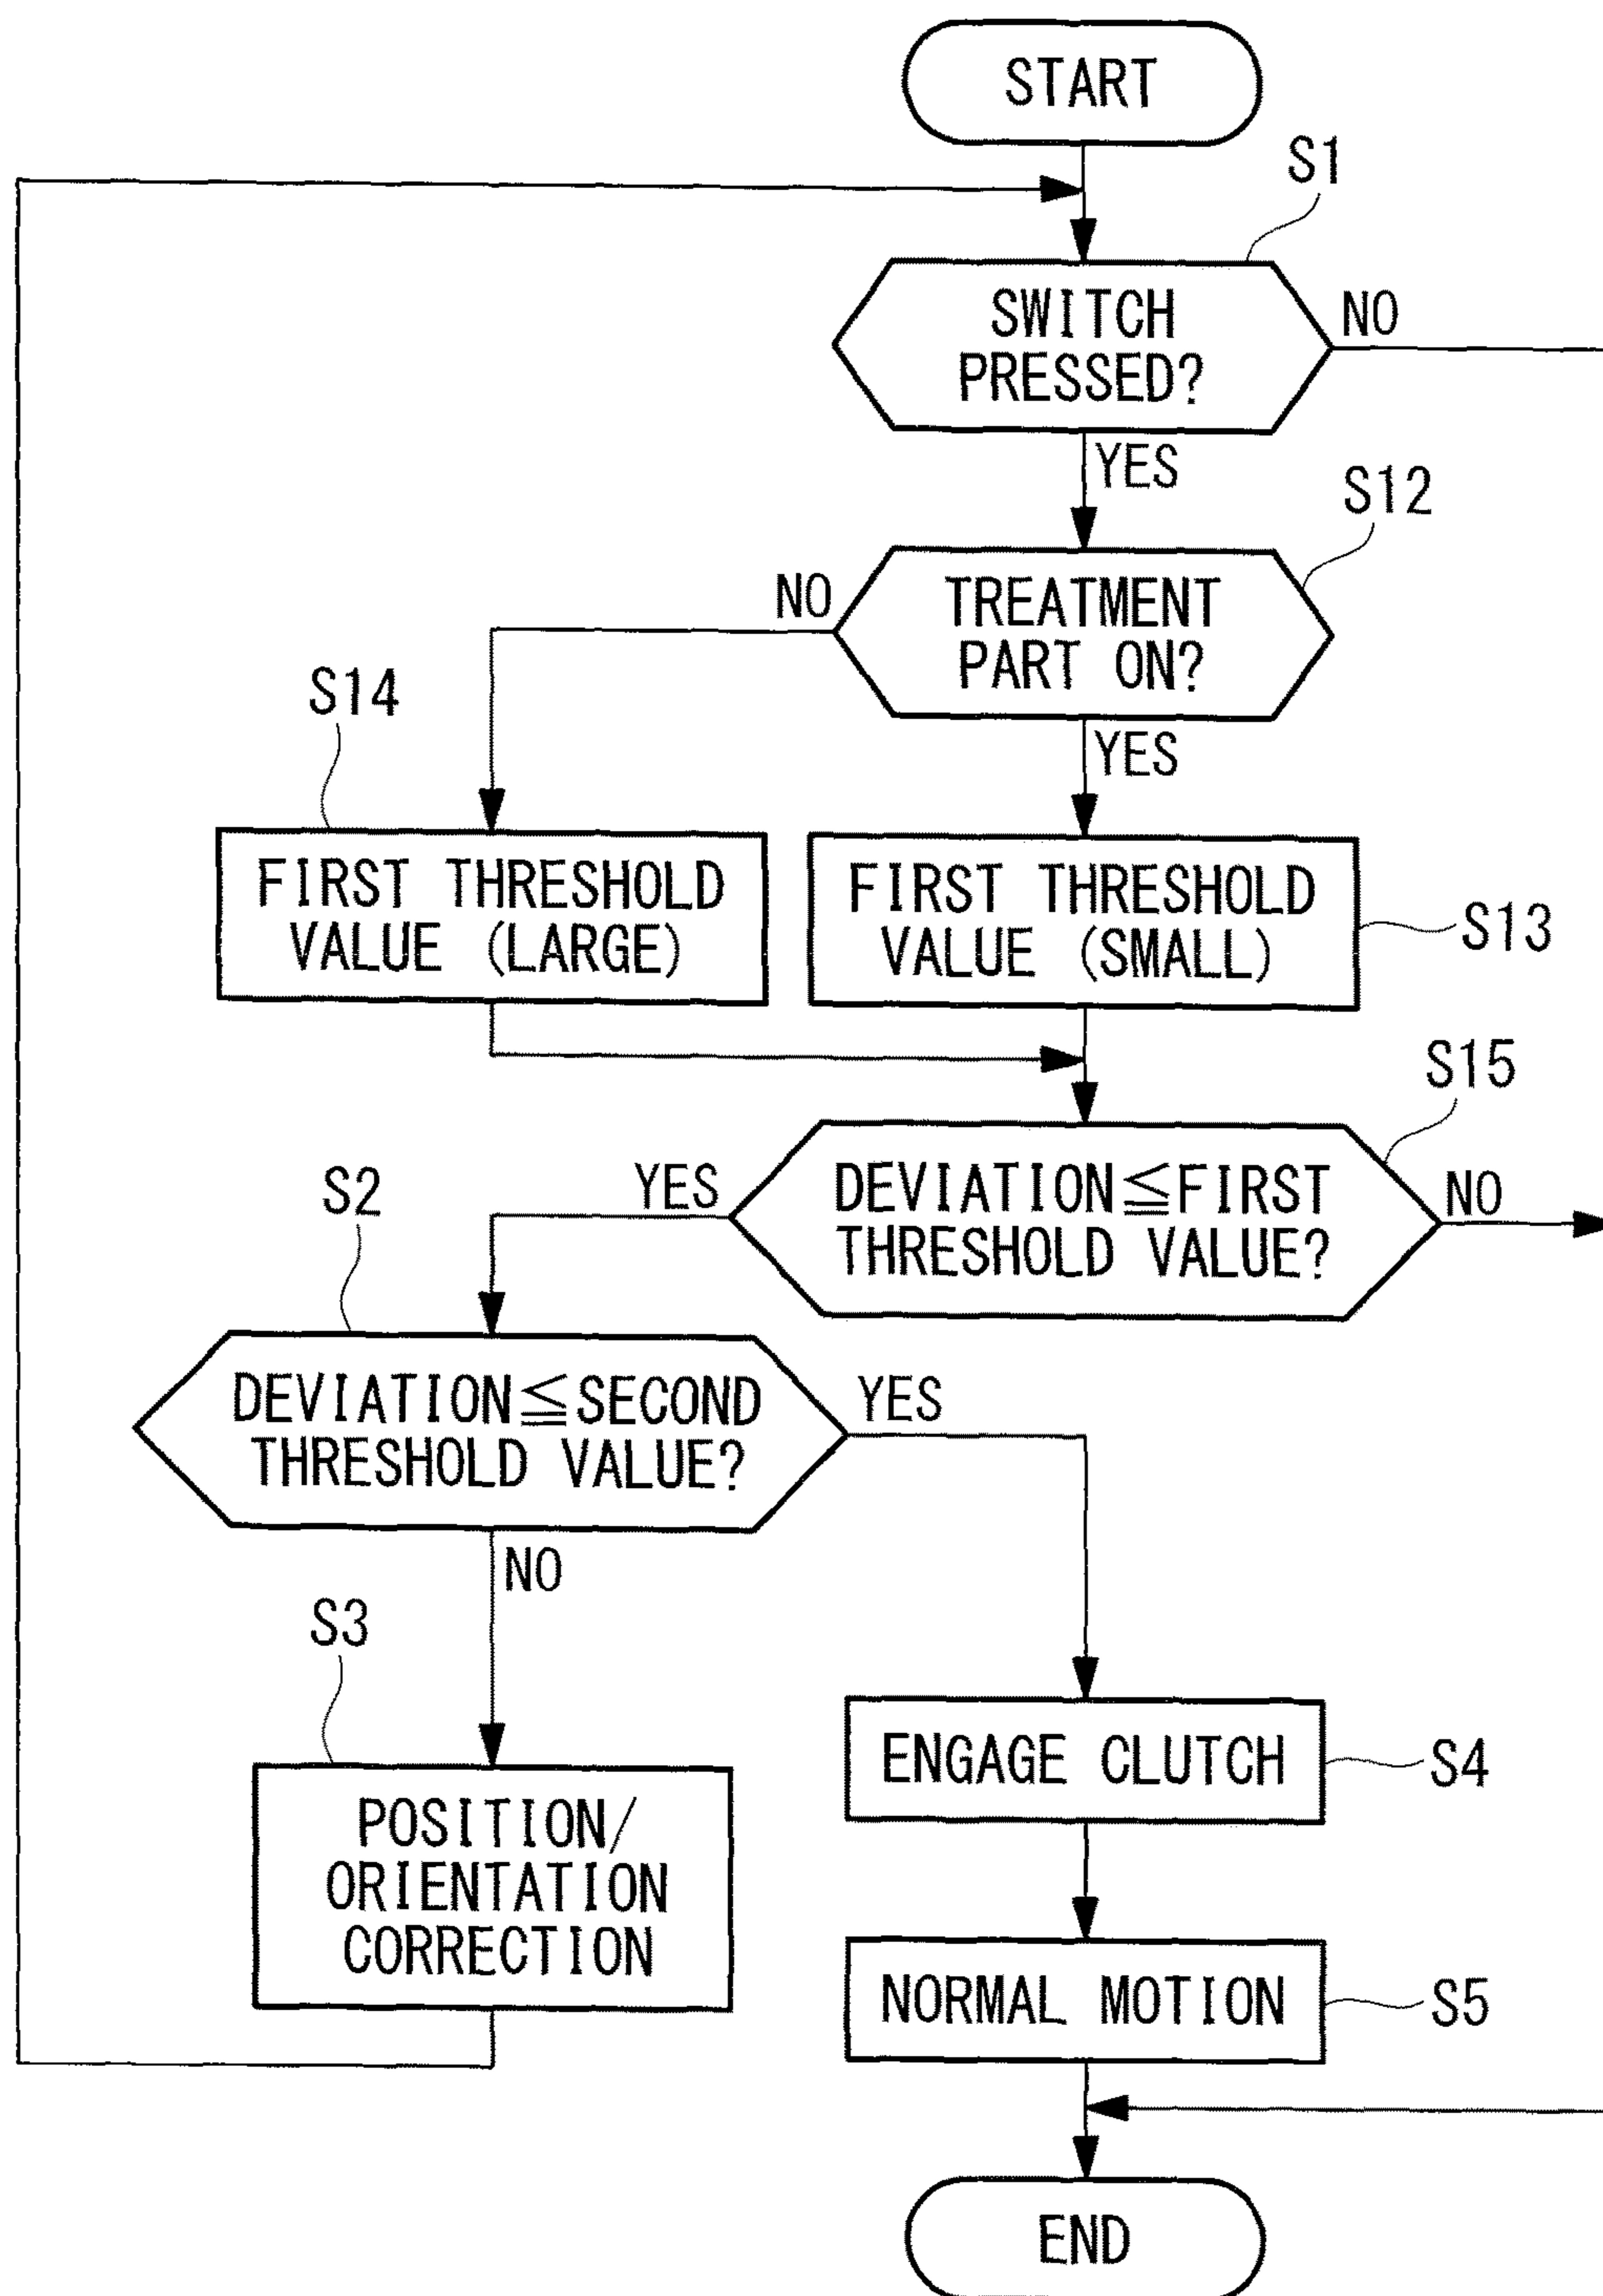 START
S1
SWITCH
PRESSED?
NO
YES
S12
TREATMENT
PART ON?
NO
YES
S14
FIRST THRESHOLD
VALUE (LARGE)
FIRST THRESHOLD
VALUE (SMALL)
S13
S15
DEVIATION≦FIRST
THRESHOLD VALUE?
YES
NO
S2
DEVIATION≦SECOND
THRESHOLD VALUE?
YES
NO
S3
POSITION/
ORIENTATION
CORRECTION
ENGAGE CLUTCH
S4
NORMAL MOTION
S5
END